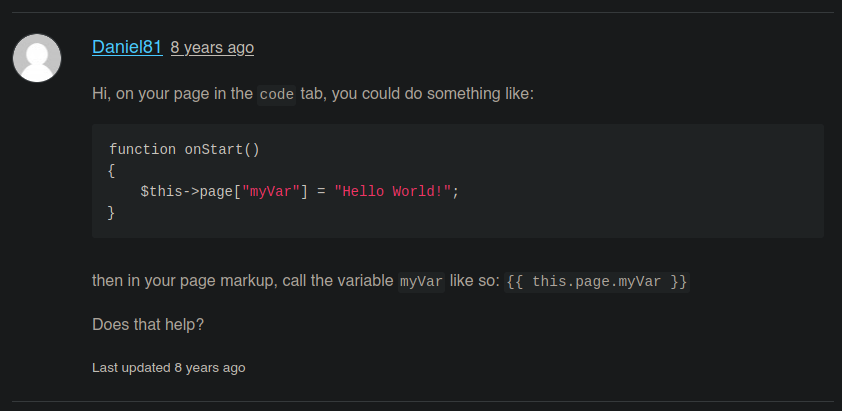 Daniel81 8 years ago
Hi, on your page in the code tab, you could do something like:
function onStart()
{
    $this->page["myVar"] = "Hello World!";
}
then in your page markup, call the variable myVar like so: {{ this.page.myVar }}
Does that help?
Last updated 8 years ago